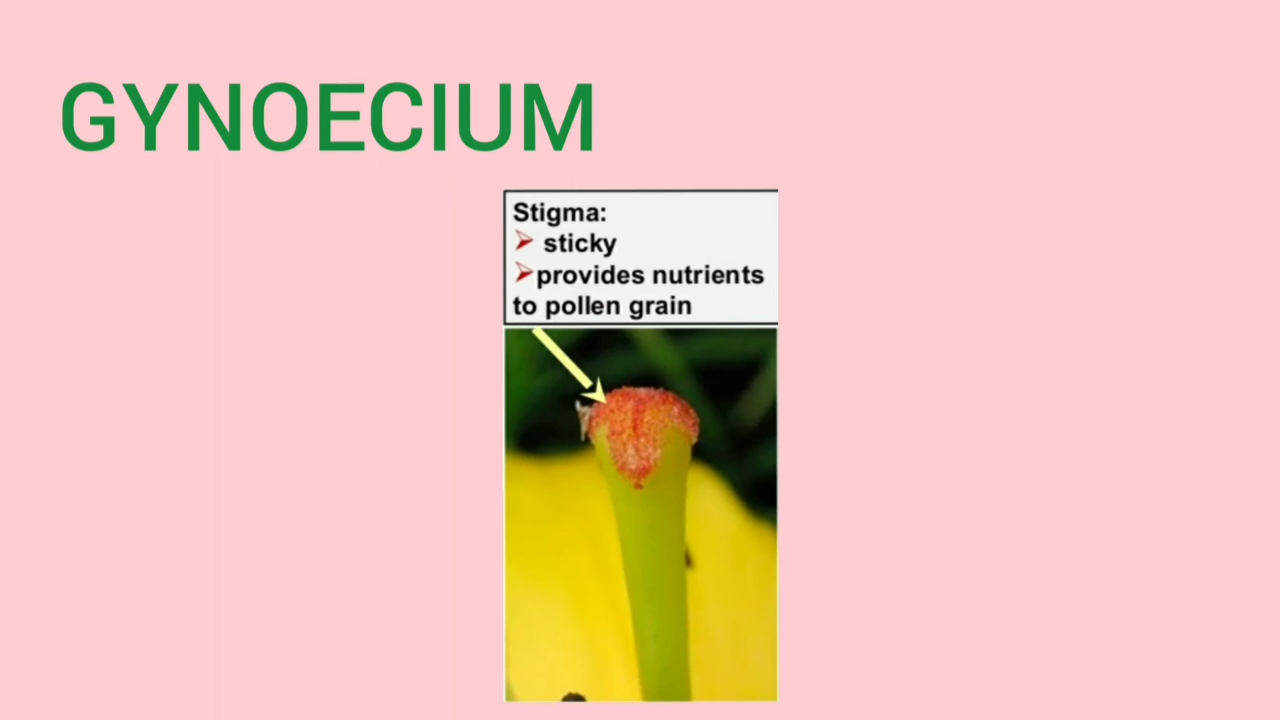 GYNOECIUM
Stigma:
➢ sticky
➢provides nutrients
to pollen grain